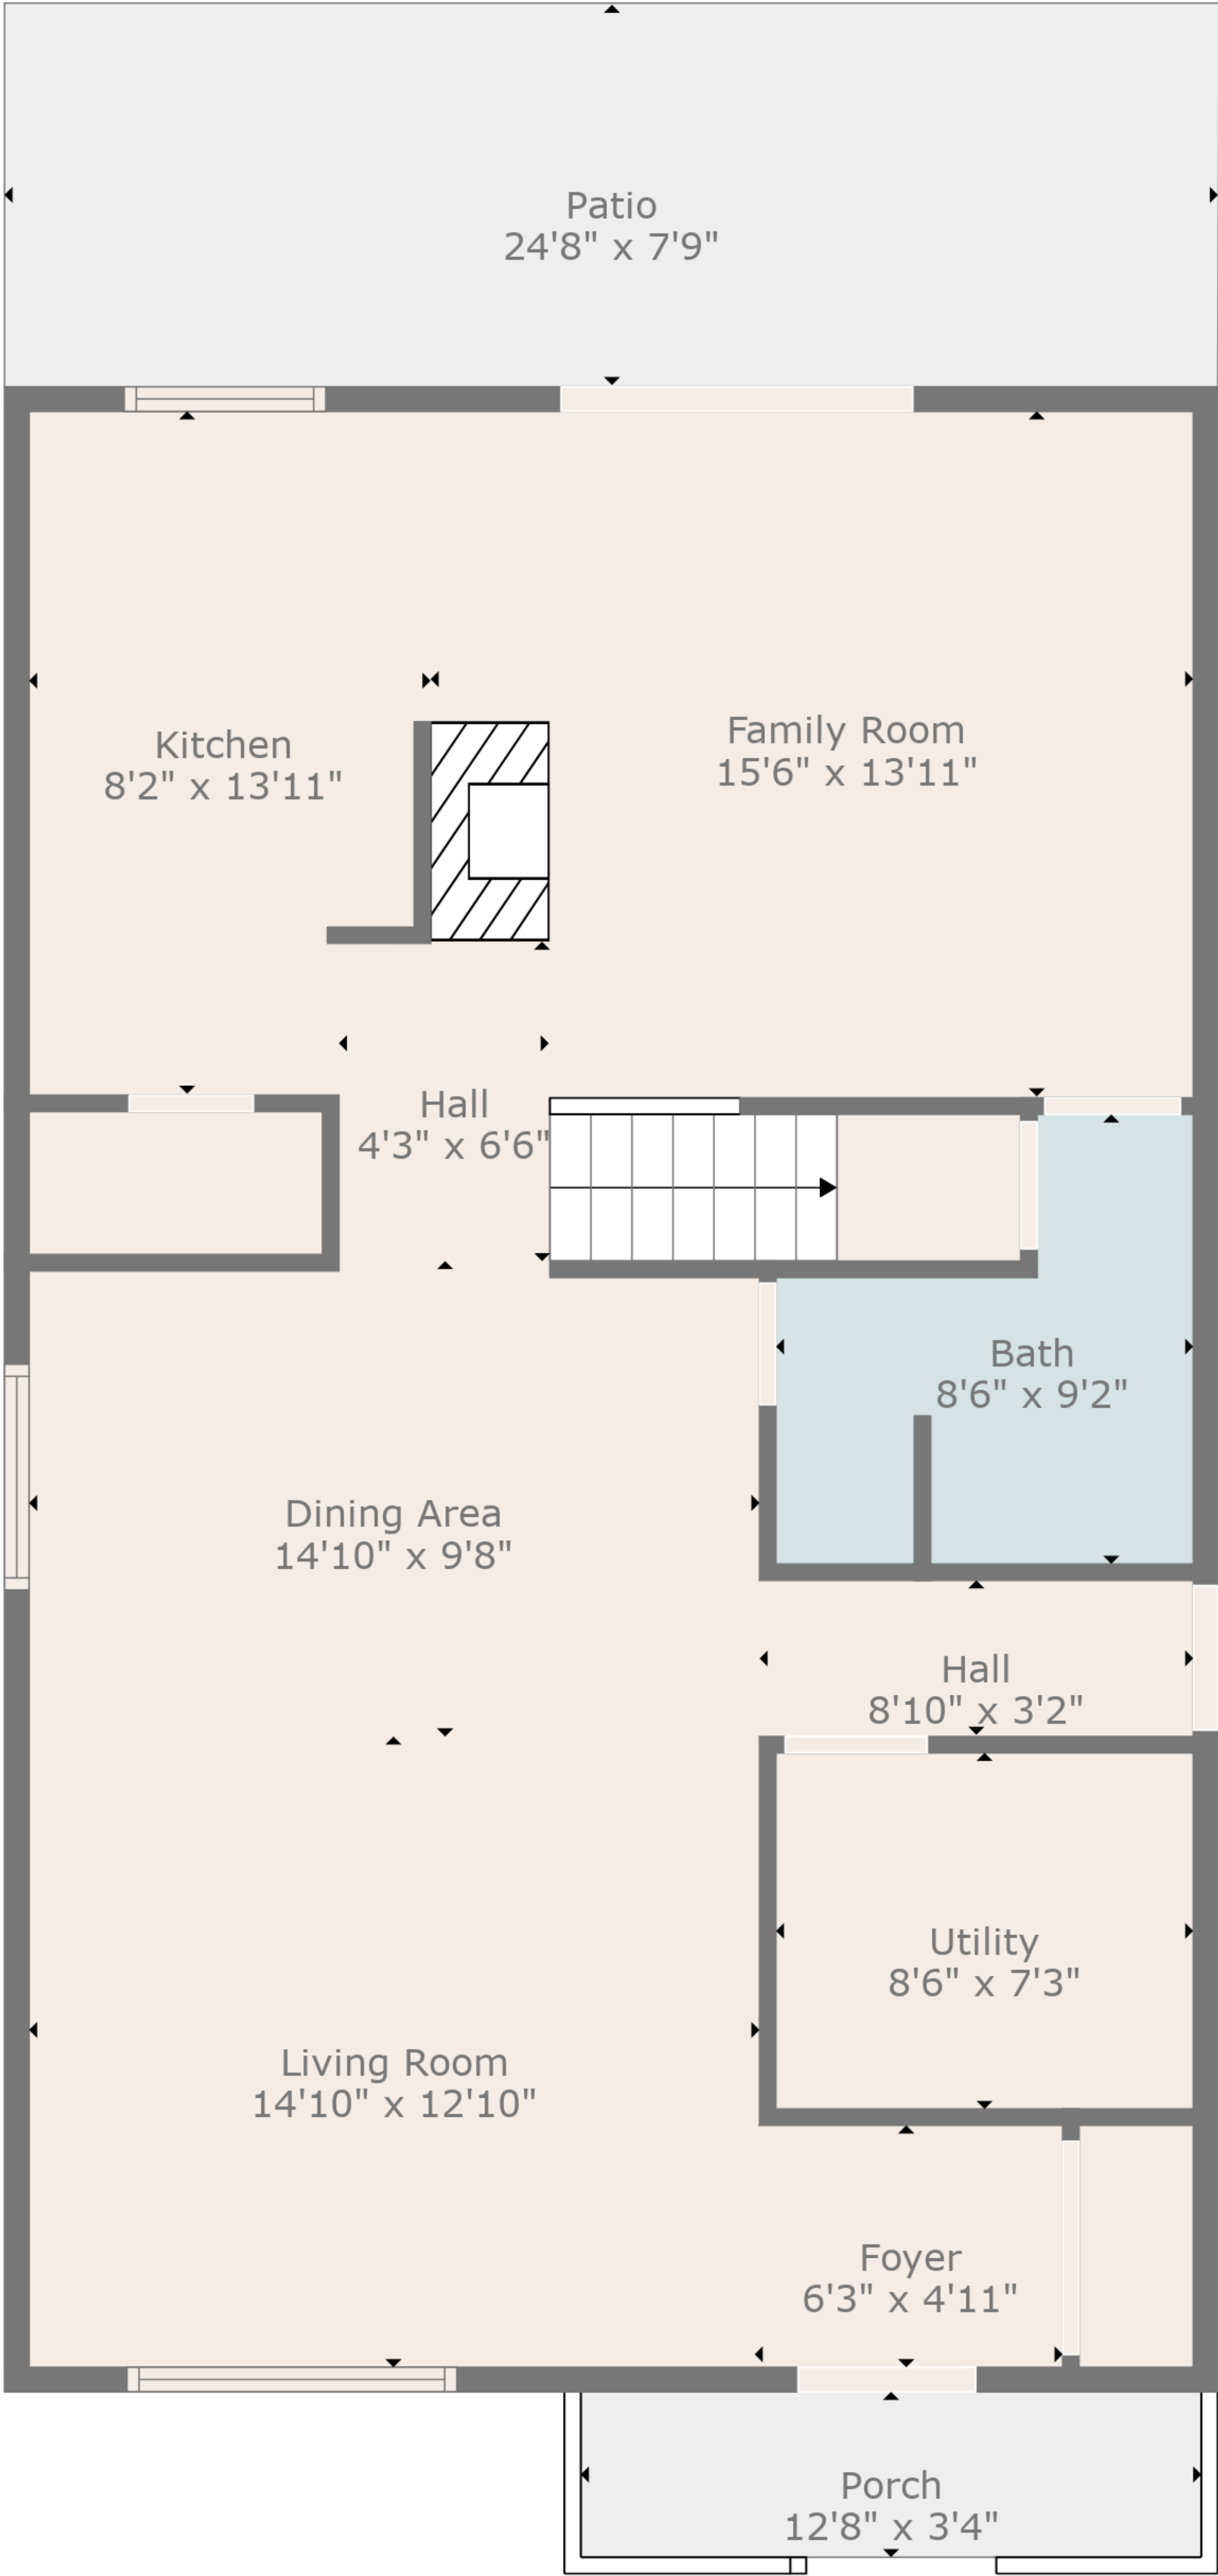 Patio
24'8" x 7'9"
Kitchen
8'2" x 13'11"
Family Room
15'6" x 13'11"
Hall
4'3" x 6'6"
Bath
8'6" x 9'2"
Dining Area
14'10" x 9'8"
Hall
8'10" x 3'2"
Utility
8'6" x 7'3"
Living Room
14'10" x 12'10"
Foyer
6'3" x 4'11"
Porch
12'8" x 3'4"